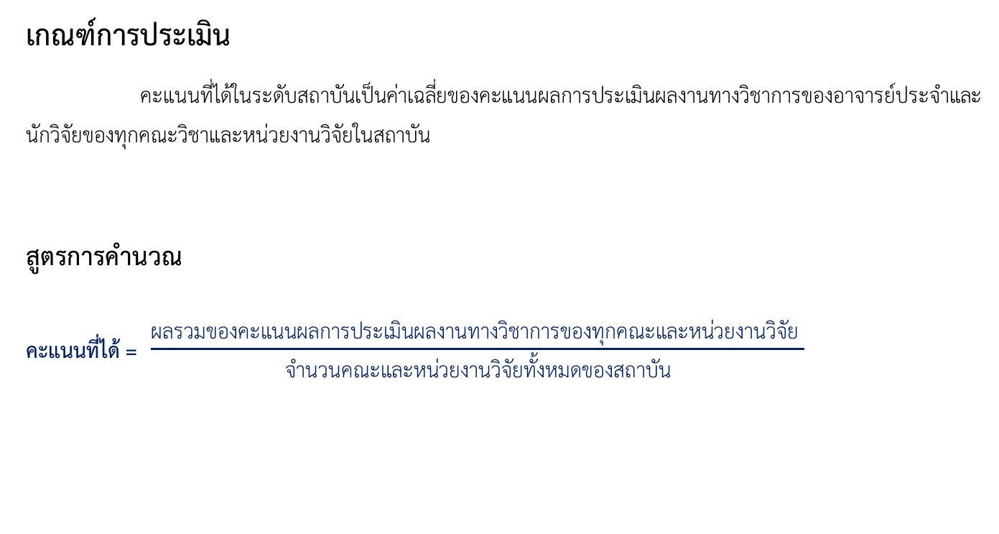 เกณฑ์การประเมิน
คะแนนที่ได้ในระดับสถาบันเป็นค่าเฉลี่ยของคะแนนผลการประเมินผลงานทางวิชาการของอาจารย์ประจำและ
นักวิจัยของทุกคณะวิชาและหน่วยงานวิจัยในสถาบัน
สูตรการคำนวณ
ผลรวมของคะแนนผลการประเมินผลงานทางวิชาการของทุกคณะและหน่วยงานวิจัย
คะแนนที่ได้ =
จำนวนคณะและหน่วยงานวิจัยทั้งหมดของสถาบัน